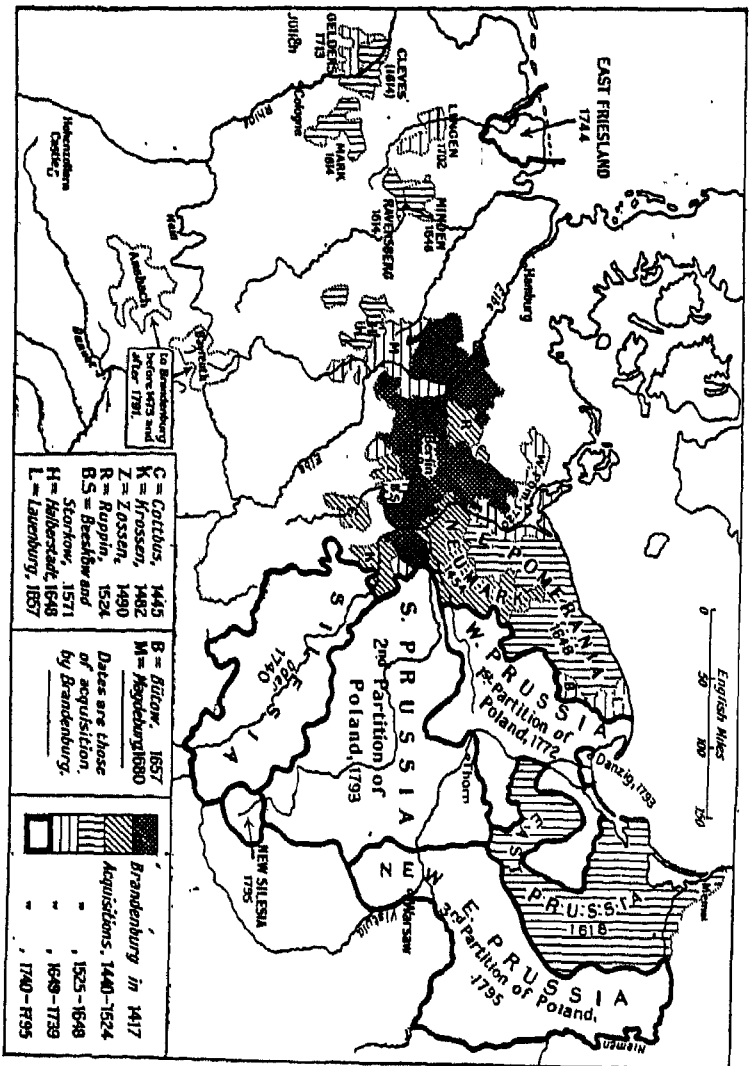 EAST FRIESLAND
1744
English Miles
0 50 100 150
Hamburg
Elbe
LINGEN
1702
MINDEN
1648
RAVENSBERG
1614
CLEVES
(1614)
GELDERS
1713
Jülich
MARK
1614
Cologne
Rhine
Main
Hohenzollern
Castle
Ansbach
Bayreuth
to Brandenburg
before 1473 and
after 1791.
Elbe
Berlin
H
H
M
R
BS
K
NEUMARK
E. POMERANIA
1648
B
L
W. PRUSSIA
1st Partition of
Poland, 1772
Danzig, 1793
Thorn
EAST PRUSSIA
1618
Memel
Niemen
S. PRUSSIA
2nd Partition of
Poland, 1793
SILESIA
Oder
1740
NEW SILESIA
1795
NEW E. PRUSSIA
3rd Partition of Poland,
1795
Warsaw
Vistula
C = Cottbus, 1445
K = Krossen, 1482
Z = Zossen, 1490
R = Ruppin, 1524
BS = Beeskow and
Storkow, 1571
H = Halberstadt, 1648
L = Lauenburg, 1657
B = Bütow, 1657
M = Magdeburg 1680
Dates are those
of acquisition
by Brandenburg.
Brandenburg in 1417
Acquisitions, 1440-1524
" , 1525-1648
" , 1649-1739
" , 1740-1795